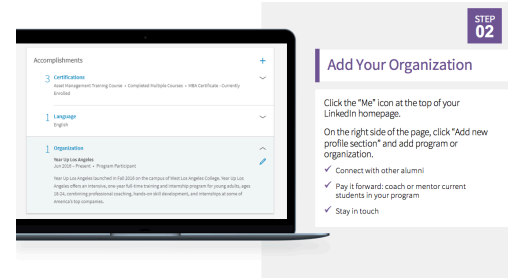 STEP
02
Add Your Organization
Click the "Me" icon at the top of your
LinkedIn homepage.
On the right side of the page, click "Add new
profile section" and add program or
organization.
✓ Connect with other alumni
✓ Pay it forward: coach or mentor current
students in your program
✓ Stay in touch
Accomplishments
3 Certifications
Asset Management Training Course • Completed Multiple Courses • MBA Certificate - Currently
Enrolled
1 Language
English
1 Organization
Year Up Los Angeles
Jun 2016 – Present • Program Participant
Year Up Los Angeles launched in Fall 2016 on the campus of West Los Angeles College. Year Up Los
Angeles offers an intensive, one year full-time training and internship program for young adults, ages
18-24, combining professional coaching, hands-on skill development, and internships at some of
America's top companies.